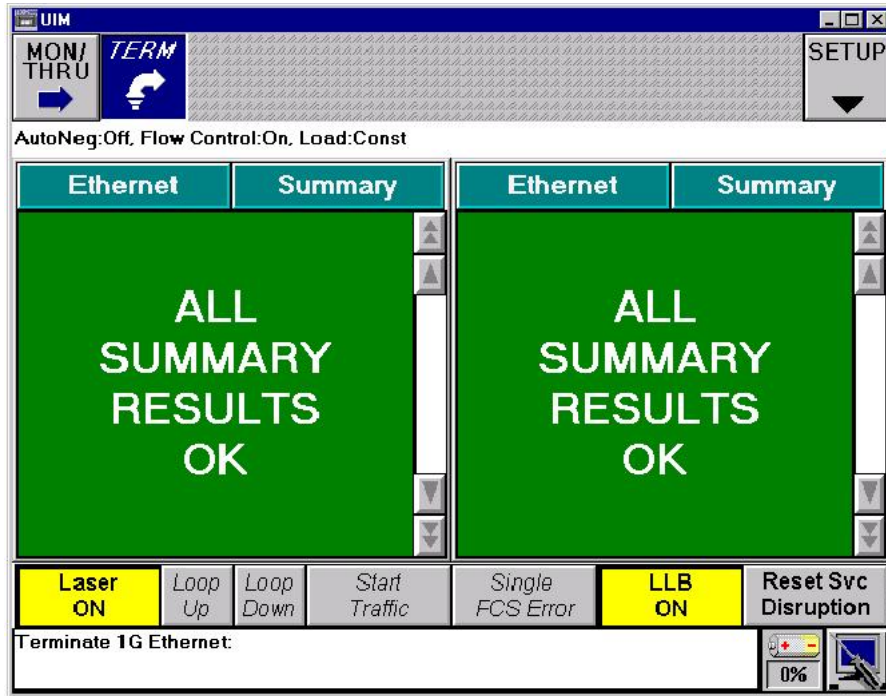 UIM
MON/
THRU
TERM
SETUP
AutoNeg:Off, Flow Control:On, Load:Const
Ethernet Summary Ethernet Summary
ALL
SUMMARY
RESULTS
OK
ALL
SUMMARY
RESULTS
OK
Laser
ON
Loop
Up
Loop
Down
Start
Traffic
Single
FCS Error
LLB
ON
Reset Svc
Disruption
Terminate 1G Ethernet:
0%